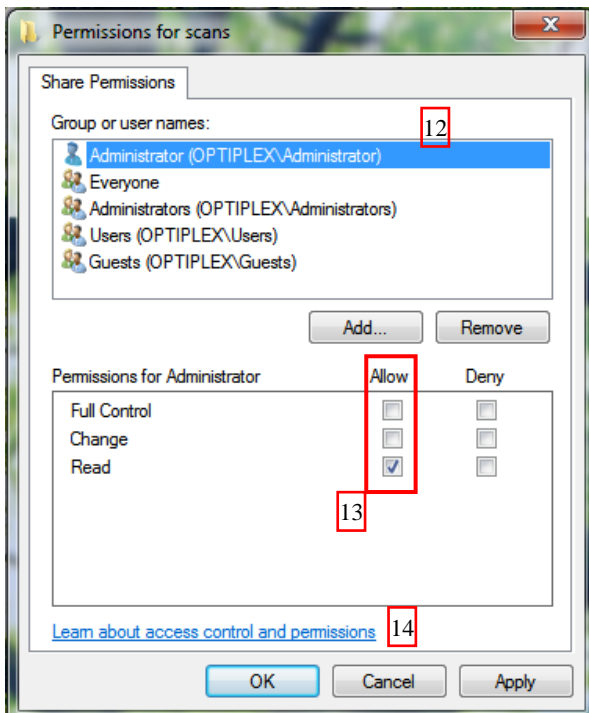 Permissions for scans
X
Share Permissions
Group or user names:
12
Administrator (OPTIPLEX\Administrator)
Everyone
Administrators (OPTIPLEX\Administrators)
Users (OPTIPLEX\Users)
Guests (OPTIPLEX\Guests)
Add... Remove
Permissions for Administrator Allow Deny
Full Control
Change
Read
13
Learn about access control and permissions 14
OK Cancel Apply